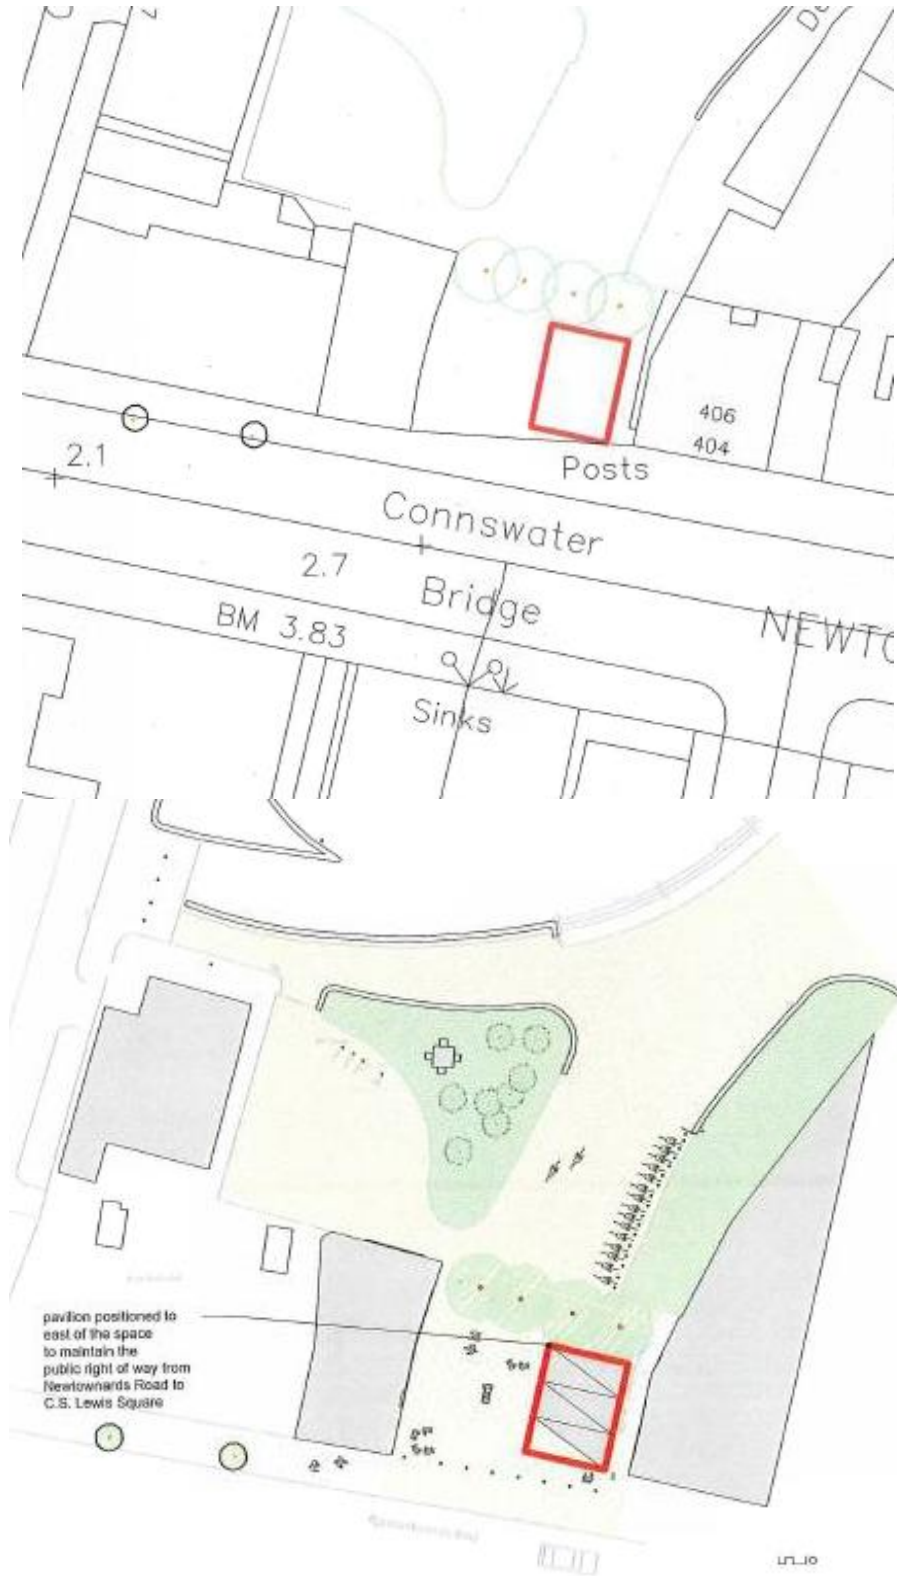 406
404
Posts
2.1
Connswater
2.7
Bridge
BM 3.83
NEWTO
Sinks
pavilion positioned to
east of the space
to maintain the
public right of way from
Newtownards Road to
C.S. Lewis Square